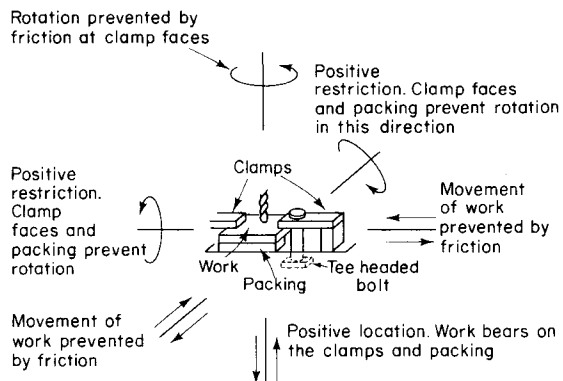 Rotation prevented by
friction at clamp faces
Positive
restriction. Clamp faces
and packing prevent rotation
in this direction
Clamps
Positive
restriction.
Clamp
faces and
packing prevent
rotation
Movement
of work
prevented by
friction
Work
Packing
Tee headed
bolt
Movement of
work prevented
by friction
Positive location. Work bears on
the clamps and packing